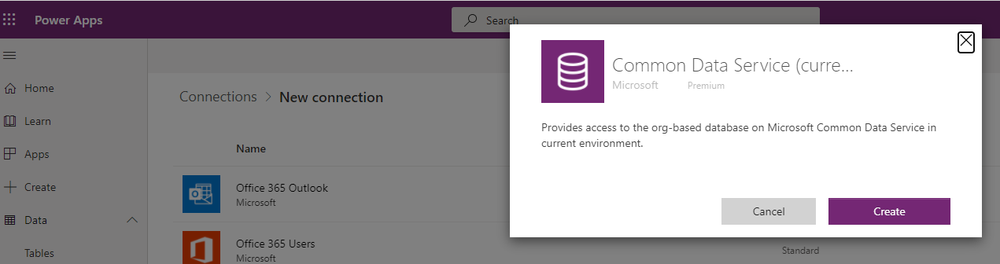 Power Apps
Search
Home
Learn
Apps
Create
Data
Tables
Connections > New connection
Name
Office 365 Outlook
Microsoft
Office 365 Users
Microsoft
Standard
Common Data Service (curre...
Microsoft Premium
Provides access to the org-based database on Microsoft Common Data Service in
current environment.
Cancel
Create